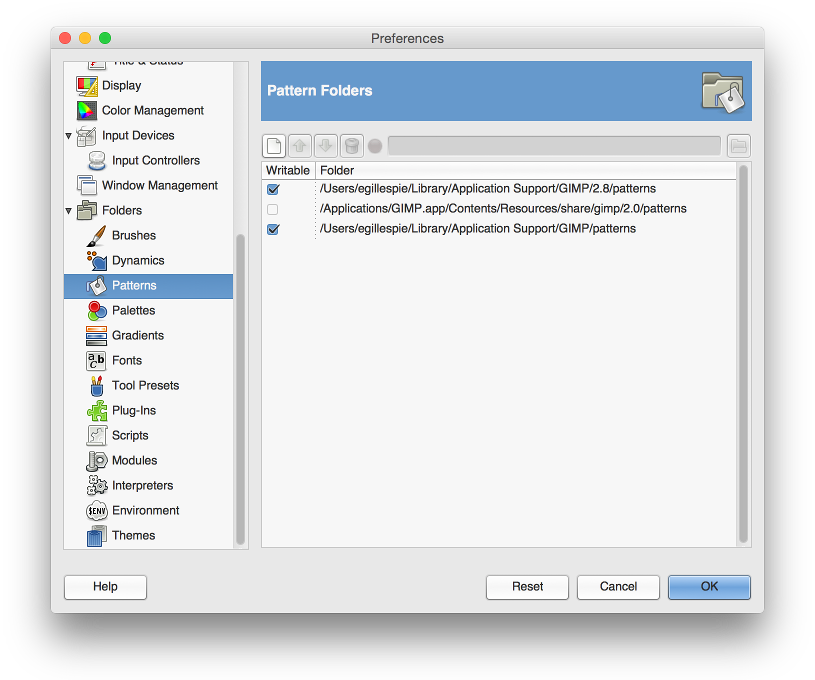 Preferences
Title & Status
Display
Color Management
Input Devices
Input Controllers
Window Management
Folders
Brushes
Dynamics
Patterns
Palettes
Gradients
Fonts
Tool Presets
Plug-Ins
Scripts
Modules
Interpreters
Environment
Themes
Pattern Folders
Writable Folder
/Users/egillespie/Library/Application Support/GIMP/2.8/patterns
/Applications/GIMP.app/Contents/Resources/share/gimp/2.0/patterns
/Users/egillespie/Library/Application Support/GIMP/patterns
a b c
$ENV
Help
Reset
Cancel
OK